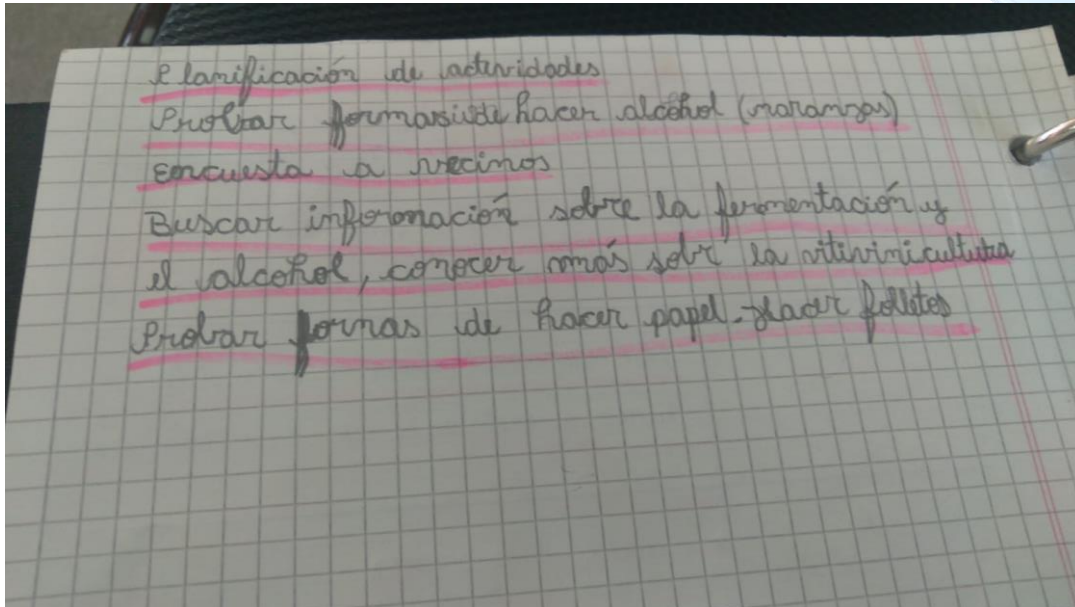 Planificación de actividades
Probar formas de hacer alcohol (naranjas)
encuesta a vecinos
Buscar información sobre la fermentación y
el alcohol, conocer más sobr la vitivinicultura
Probar formas de hacer papel-Hacer folletos